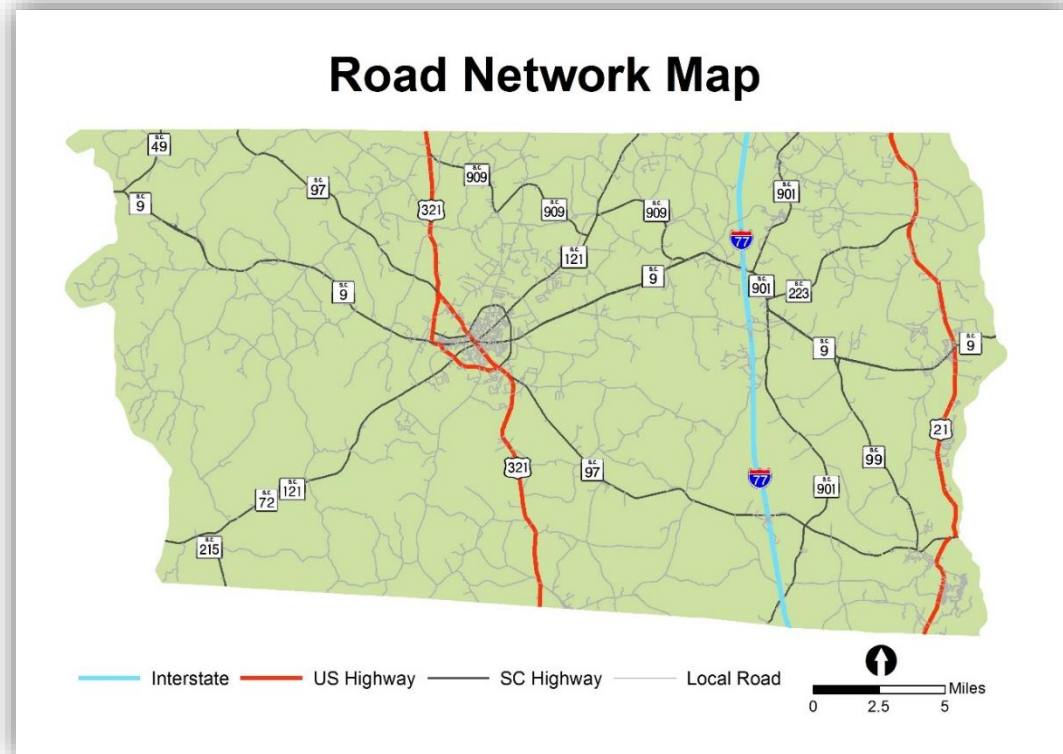 Road Network Map
S.C.
49
S.C.
97
S.C.
909
S.C.
901
S.C.
9
321
S.C.
909
S.C.
909
77
S.C.
121
S.C.
9
S.C.
901
S.C.
223
S.C.
9
S.C.
9
S.C.
9
21
321
S.C.
97
77
S.C.
99
S.C.
901
S.C.
121
S.C.
72
S.C.
215
Interstate US Highway SC Highway Local Road
Miles
0 2.5 5